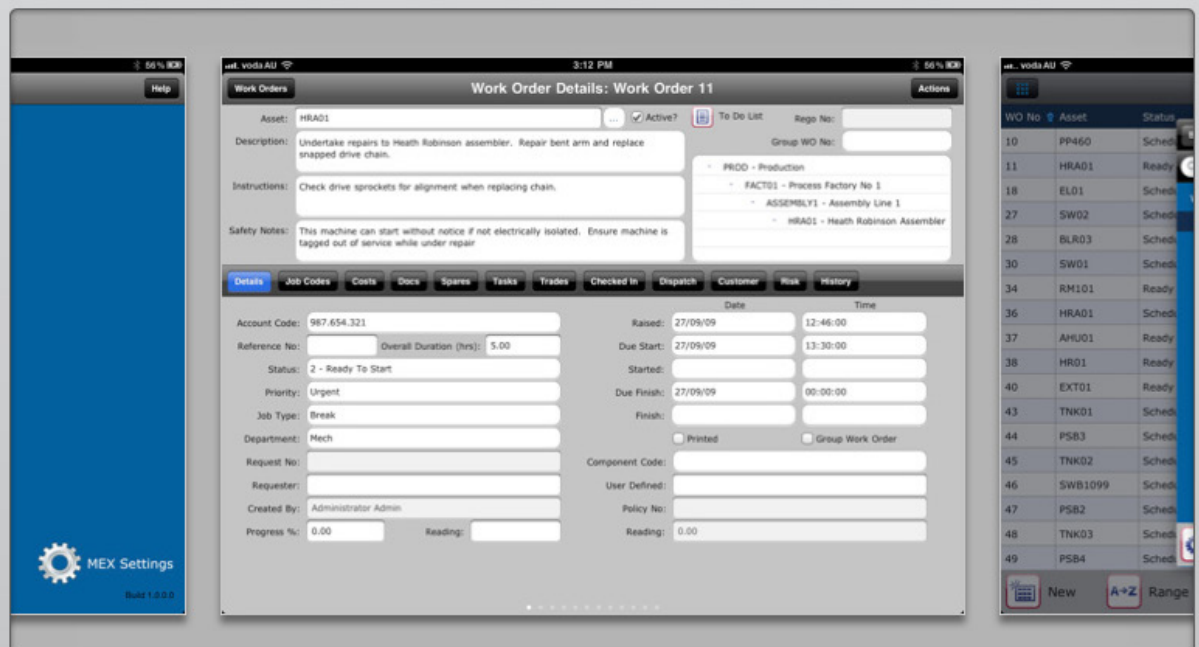 56%
Help
MEX Settings
Build 1.0.0.0
voda AU
3:12 PM
56%
Work Orders
Work Order Details: Work Order 11
Actions
Asset: HRA01 ... Active? To Do List Rego No:
Description: Undertake repairs to Heath Robinson assembler. Repair bent arm and replace
snapped drive chain.
Group WO No:
PROD - Production
FACT01 - Process Factory No 1
ASSEMBLY1 - Assembly Line 1
HRA01 - Heath Robinson Assembler
Instructions: Check drive sprockets for alignment when replacing chain.
Safety Notes: This machine can start without notice if not electrically isolated. Ensure machine is
tagged out of service while under repair
Details Job Codes Costs Docs Spares Tasks Trades Checked In Dispatch Customer Risk History
Date Time
Account Code: 987.654.321 Raised: 27/09/09 12:46:00
Reference No: Overall Duration (hrs): 5.00 Due Start: 27/09/09 13:30:00
Status: 2 - Ready To Start Started:
Priority: Urgent Due Finish: 27/09/09 00:00:00
Job Type: Break Finish:
Department: Mech Printed Group Work Order
Request No: Component Code:
Requester: User Defined:
Created By: Administrator Admin Policy No:
Progress %: 0.00 Reading: Reading: 0.00
voda AU
WO No Asset Status
10 PP460 Sched
11 HRA01 Ready
18 EL01 Sched
27 SW02 Sched
28 BLR03 Sched
30 SW01 Sched
34 RM101 Ready
36 HRA01 Sched
37 AHU01 Ready
38 HR01 Ready
40 EXT01 Ready
43 TNK01 Sched
44 PSB3 Sched
45 TNK02 Sched
46 SWB1099 Sched
47 PSB2 Sched
48 TNK03 Sched
49 PSB4 Sched
New A→Z Range